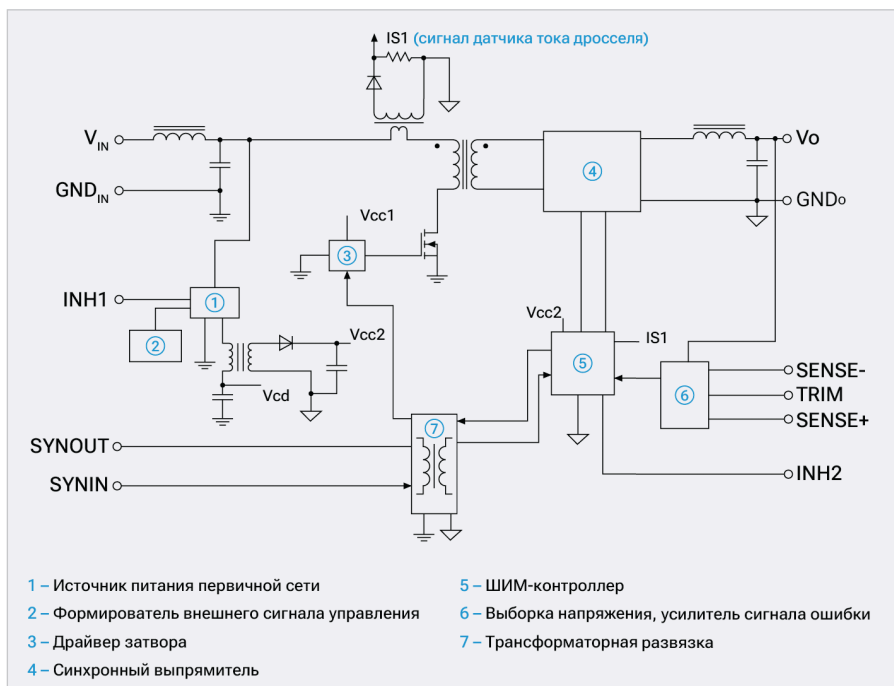 IS1 (сигнал датчика тока дросселя)
VIN
Vo
GNDIN
GNDo
4
Vcc1
3
INH1
1
Vcc2
Vcc2
IS1
2
5
SENSE-
Vcd
6
TRIM
SENSE+
7
SYNOUT
INH2
SYNIN
1 – Источник питания первичной сети
2 – Формирователь внешнего сигнала управления
3 – Драйвер затвора
4 – Синхронный выпрямитель
5 – ШИМ-контроллер
6 – Выборка напряжения, усилитель сигнала ошибки
7 – Трансформаторная развязка